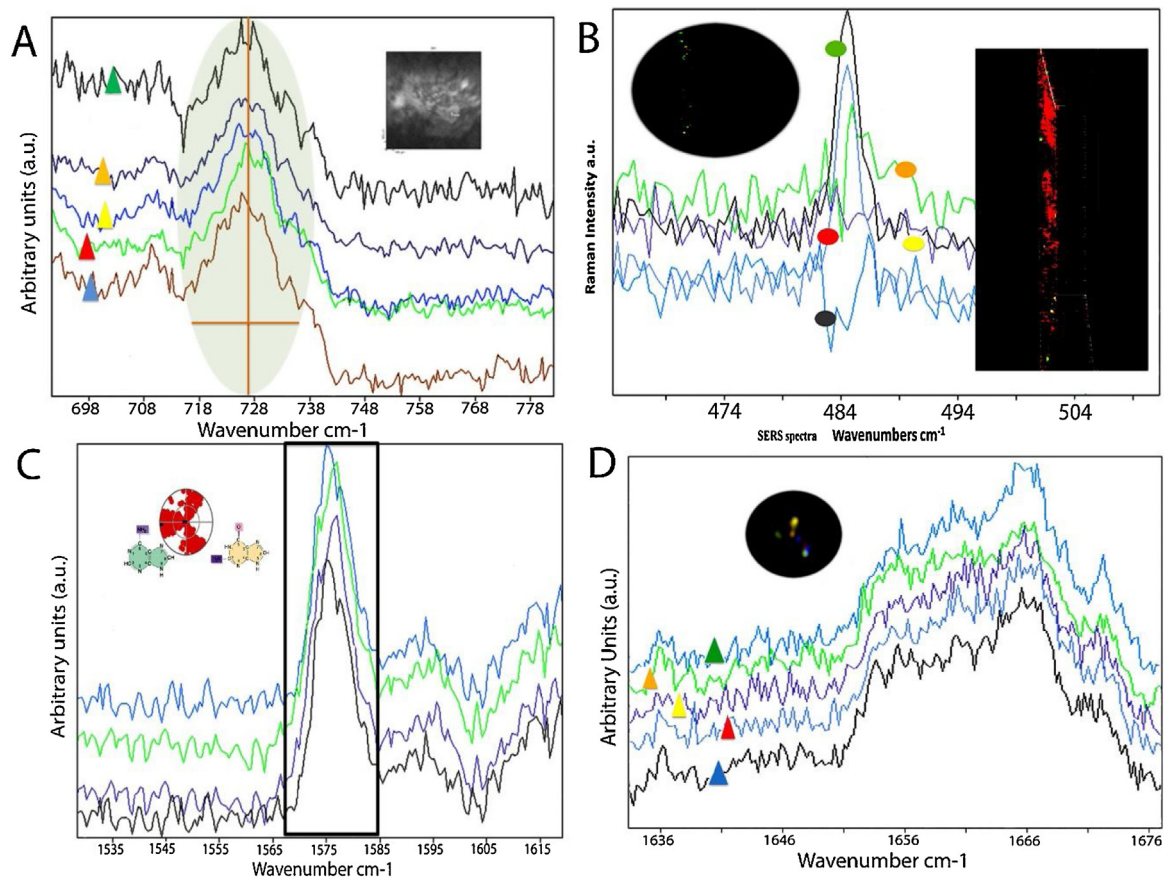 A
Arbitrary units (a.u.)
698 708 718 728 738 748 758 768 778
Wavenumber cm-1
B
Raman Intensity a.u.
474 484 494 504
SERS spectra Wavenumbers cm-1
C
Arbitrary units (a.u.)
NH₂
O
1535 1545 1555 1565 1575 1585 1595 1605 1615
Wavenumber cm-1
D
Arbitrary Units (a.u.)
1636 1646 1656 1666 1676
Wavenumber cm-1